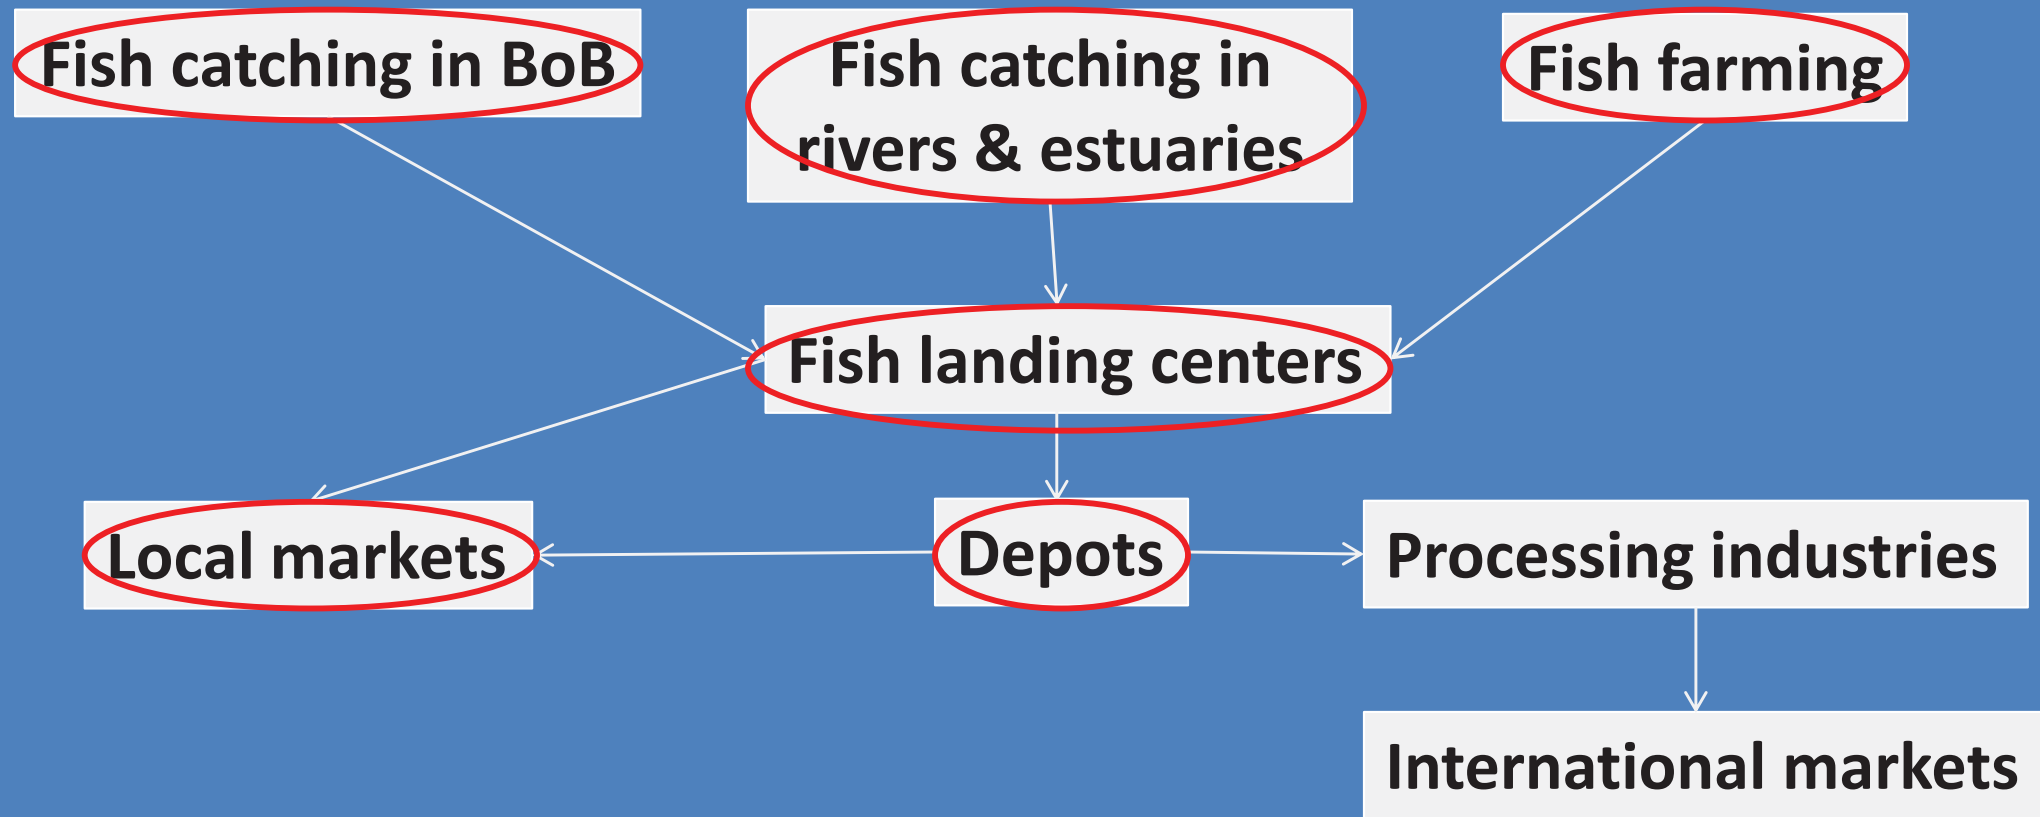 Fish catching in BoB
Fish catching in
rivers & estuaries
Fish farming
Fish landing centers
Local markets
Depots
Processing industries
International markets